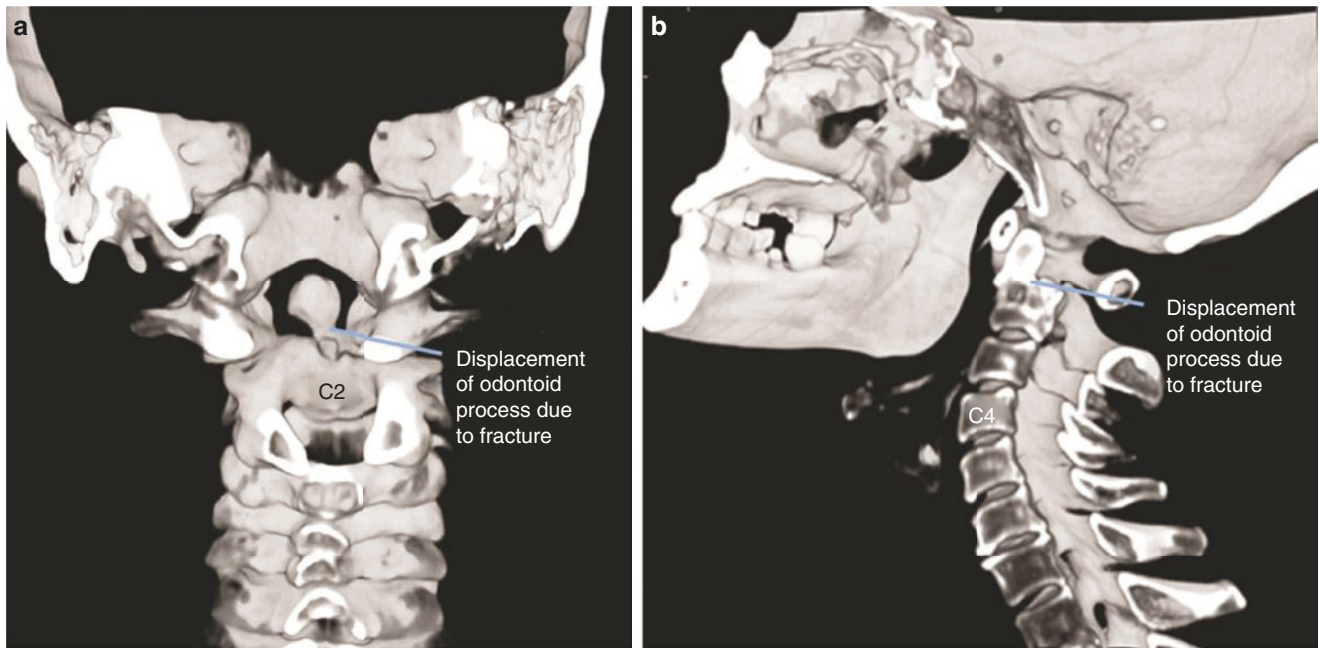 a
C2
Displacement
of odontoid
process due
to fracture
b
C4
Displacement
of odontoid
process due
to fracture